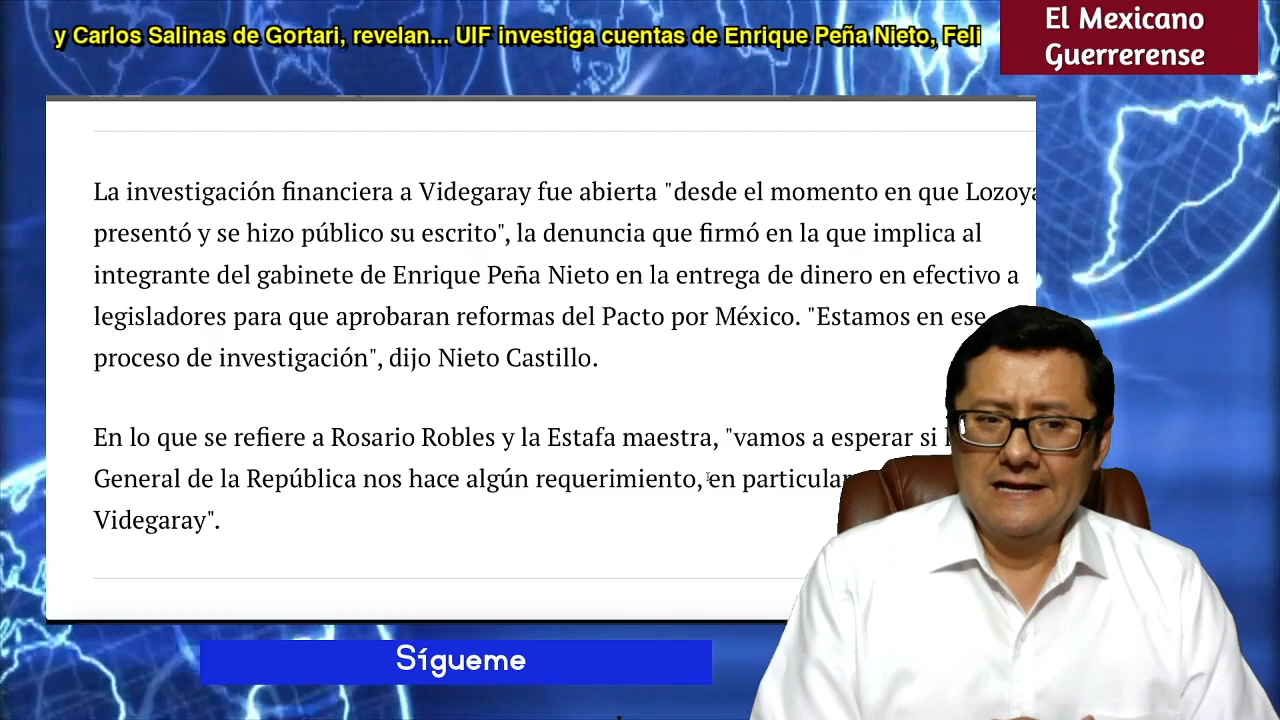 y Carlos Salinas de Gortari, revelan... UIF investiga cuentas de Enrique Peña Nieto, Feli
El Mexicano
Guerrerense
La investigación financiera a Videgaray fue abierta "desde el momento en que Lozoya
presentó y se hizo público su escrito", la denuncia que firmó en la que implica al
integrante del gabinete de Enrique Peña Nieto en la entrega de dinero en efectivo a
legisladores para que aprobaran reformas del Pacto por México. "Estamos en ese
proceso de investigación", dijo Nieto Castillo.
En lo que se refiere a Rosario Robles y la Estafa maestra, "vamos a esperar si
General de la República nos hace algún requerimiento, en particular
Videgaray".
Sígueme